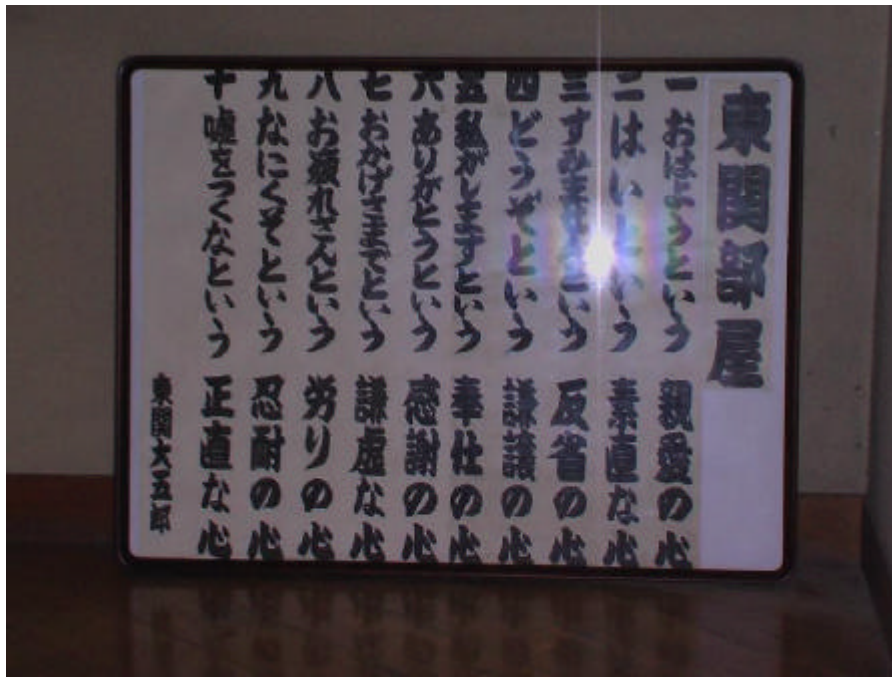 東関部屋
一 おはようという 親愛の心
二 はいという 素直な心
三 すみませんという 反省の心
四 どうぞという 謙譲の心
五 私がしますという 奉仕の心
六 ありがとうという 感謝の心
七 おかげさまでという 謙虚な心
八 お疲れさんという 労りの心
九 なにくそという 忍耐の心
十 嘘をつくなという 正直な心
東関大五郎